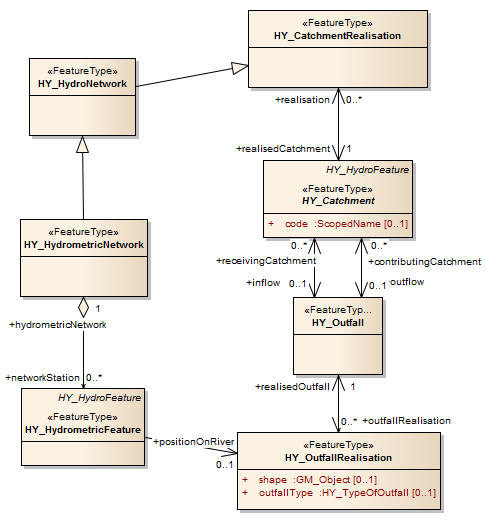 «FeatureType»
HY_CatchmentRealisation
«FeatureType»
HY_HydroNetwork
+realisation
0..*
+realisedCatchment
1
HY_HydroFeature
«FeatureType»
HY_Catchment
+ code :ScopedName [0..1]
«FeatureType»
HY_HydrometricNetwork
0..*
0..*
+receivingCatchment
+contributingCatchment
+inflow
0..1
0..1
outflow
1
+hydrometricNetwork
«FeatureTyp...
HY_Outfall
+networkStation
0..*
+realisedOutfall
1
HY_HydroFeature
«FeatureType»
HY_HydrometricFeature
0..*
+outfallRealisation
+positionOnRiver
0..1
«FeatureType»
HY_OutfallRealisation
+ shape :GM_Object [0..1]
+ outfallType :HY_TypeOfOutfall [0..1]